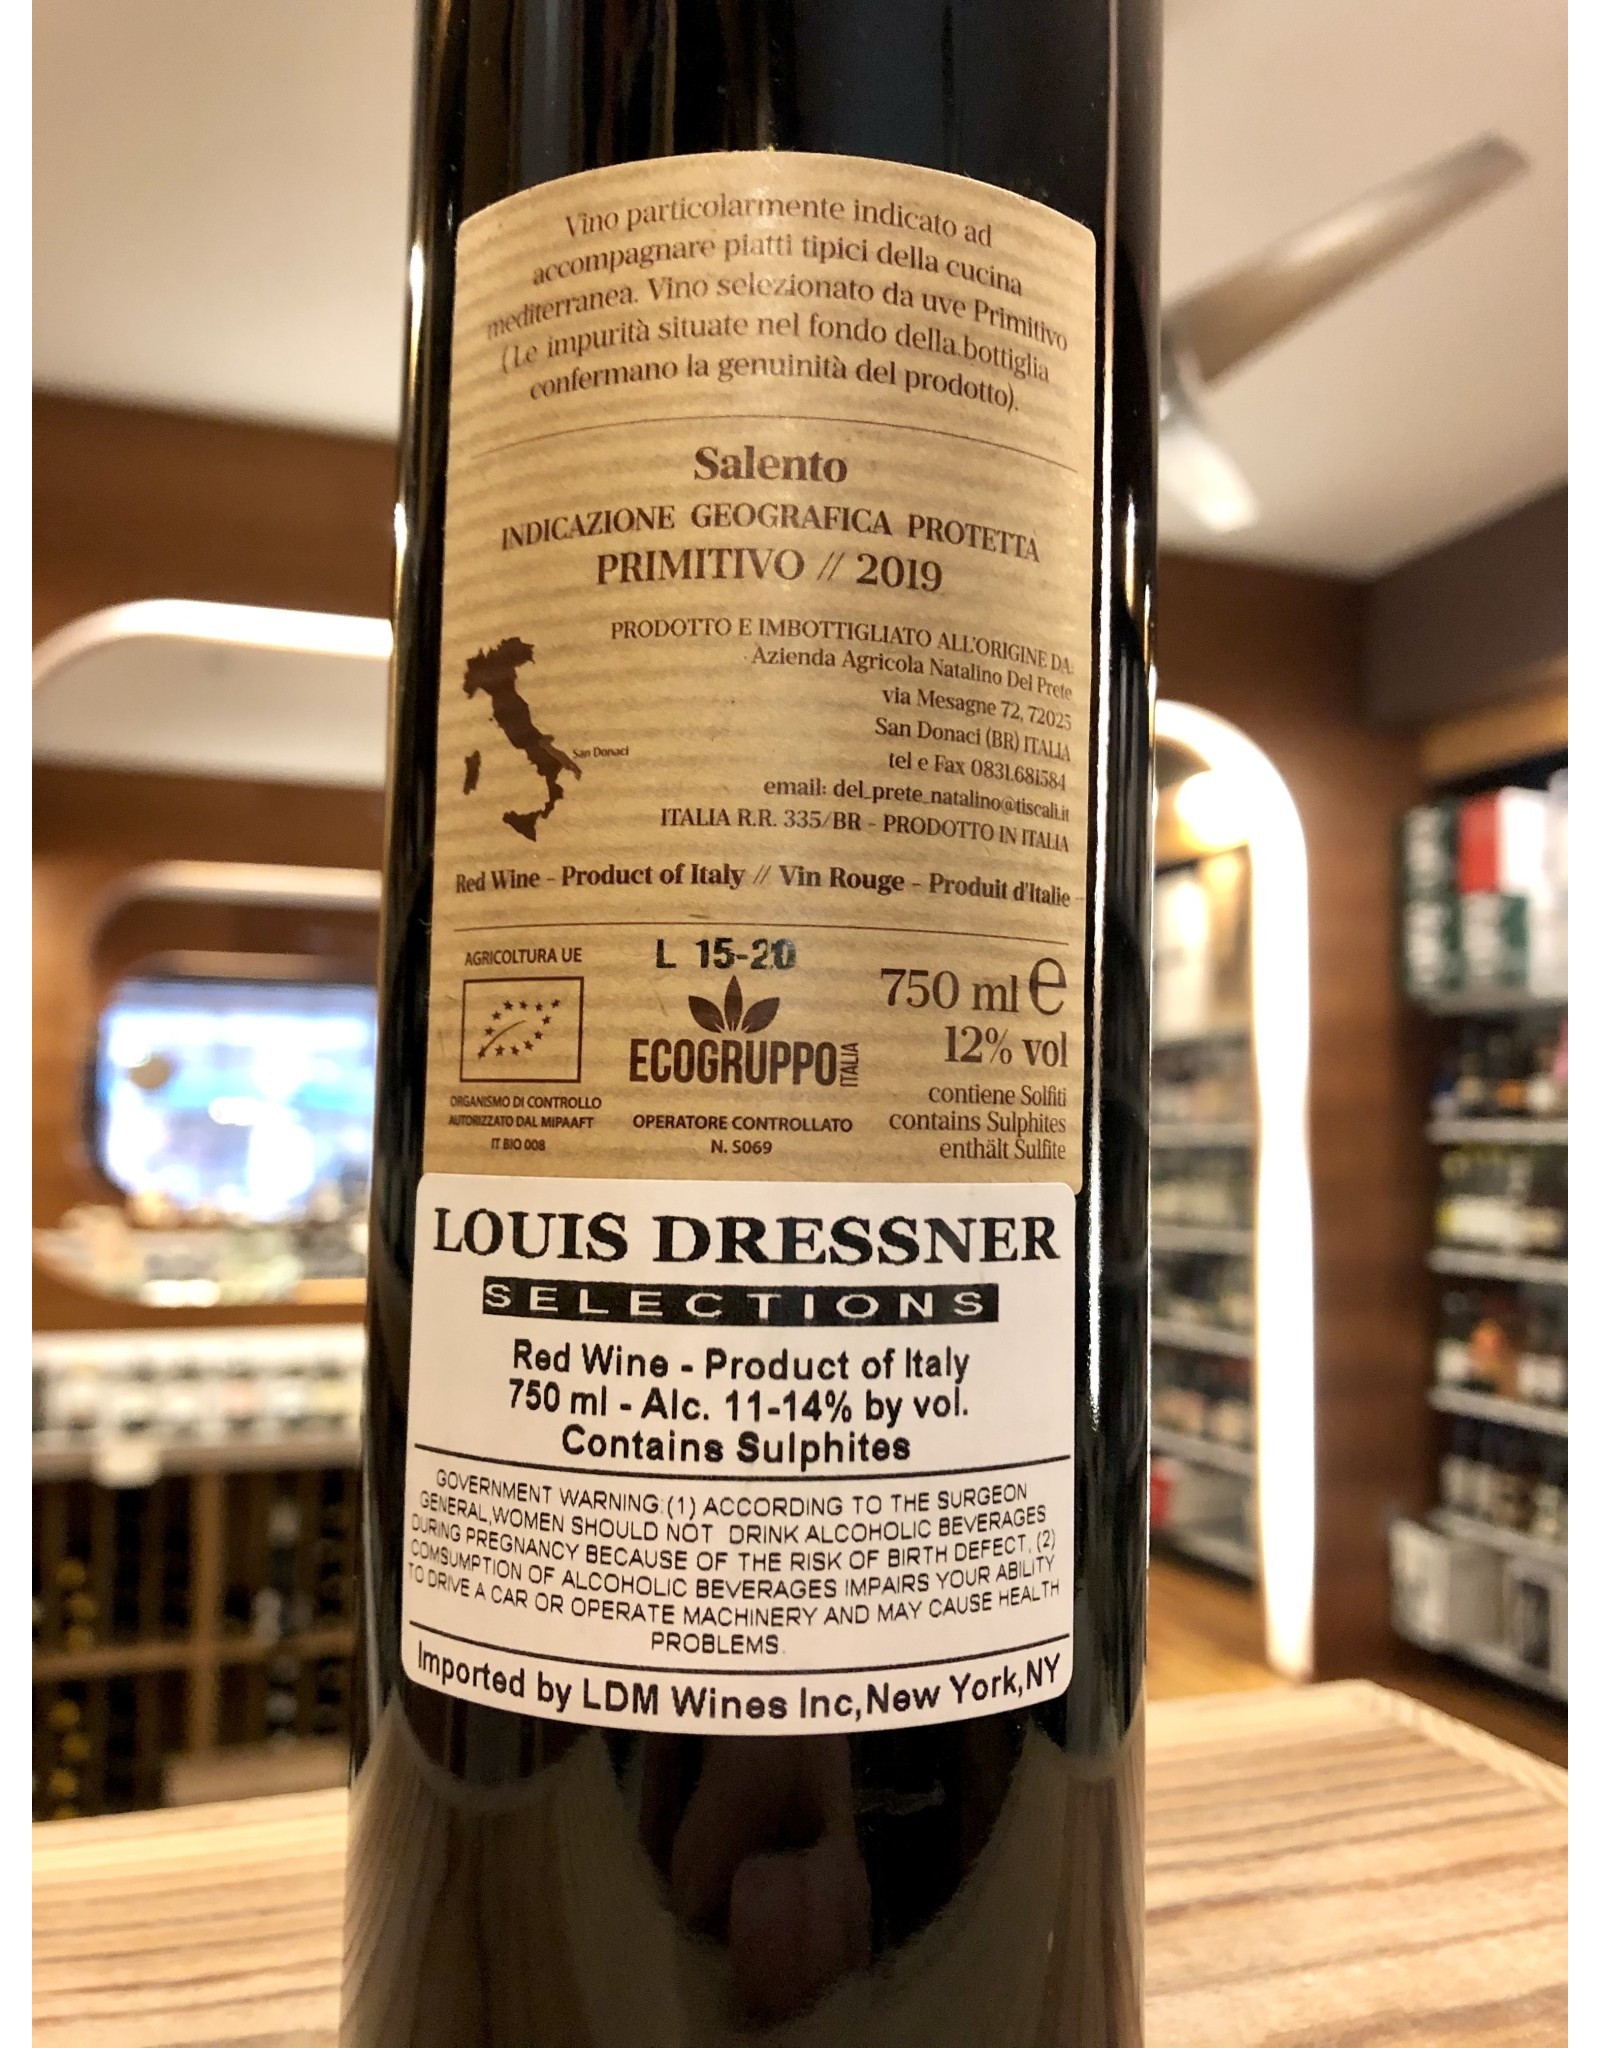 Vino particolarmente indicato ad
accompagnare piatti tipici della cucina
mediterranea. Vino selezionato da uve Primitivo
(Le impurità situate nel fondo della bottiglia
confermano la genuinità del prodotto).
Salento
INDICAZIONE GEOGRAFICA PROTETTA
PRIMITIVO // 2019
PRODOTTO E IMBOTTIGLIATO ALL'ORIGINE DA:
Azienda Agricola Natalino Del Prete
via Mesagne 72, 72025
San Donaci (BR) ITALIA
tel e Fax 0831.681584
email: del_prete_natalino@tiscali.it
ITALIA R.R. 335/BR - PRODOTTO IN ITALIA
San Donaci
Red Wine - Product of Italy // Vin Rouge - Produit d'Italie -
AGRICOLTURA UE
ORGANISMO DI CONTROLLO
AUTORIZZATO DAL MIPAAFT
IT BIO 008
L 15-20
ECOGRUPPO ITALIA
OPERATORE CONTROLLATO
N. S069
750 ml e
12% vol
contiene Solfiti
contains Sulphites
enthält Sulfite
LOUIS DRESSNER
SELECTIONS
Red Wine - Product of Italy
750 ml - Alc. 11-14% by vol.
Contains Sulphites
GOVERNMENT WARNING:(1) ACCORDING TO THE SURGEON
GENERAL,WOMEN SHOULD NOT DRINK ALCOHOLIC BEVERAGES
DURING PREGNANCY BECAUSE OF THE RISK OF BIRTH DEFECT. (2)
COMSUMPTION OF ALCOHOLIC BEVERAGES IMPAIRS YOUR ABILITY
TO DRIVE A CAR OR OPERATE MACHINERY AND MAY CAUSE HEALTH
PROBLEMS.
Imported by LDM Wines Inc,New York,NY